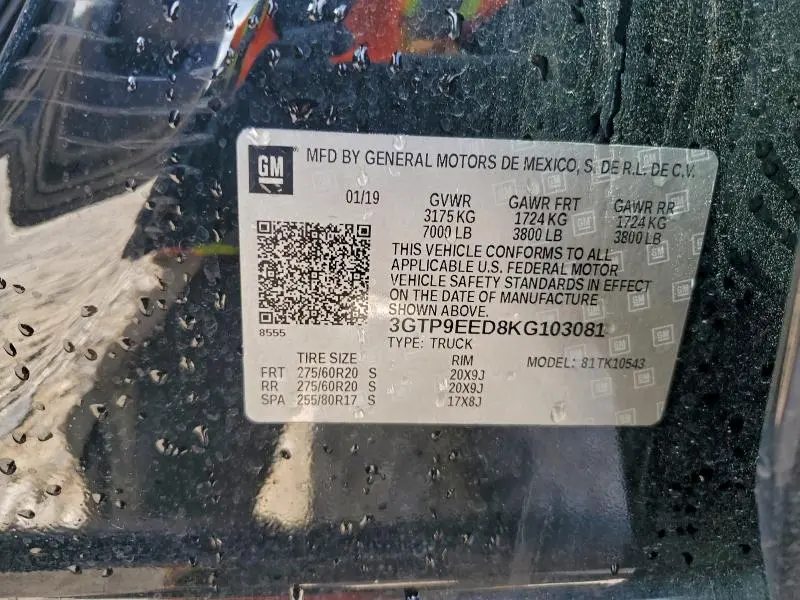 GM
MFD BY GENERAL MOTORS DE MEXICO, S. DE R.L. DE C.V.
01/19
GVWR GAWR FRT GAWR RR
3175 KG 1724 KG 1724 KG
7000 LB 3800 LB 3800 LB
THIS VEHICLE CONFORMS TO ALL
APPLICABLE U.S. FEDERAL MOTOR
VEHICLE SAFETY STANDARDS IN EFFECT
ON THE DATE OF MANUFACTURE
SHOWN ABOVE.
8555
3GTP9EED8KG103081
TYPE: TRUCK
TIRE SIZE RIM MODEL: 81TK10543
FRT 275/60R20 S 20X9J
RR 275/60R20 S 20X9J
SPA 255/80R17 S 17X8J